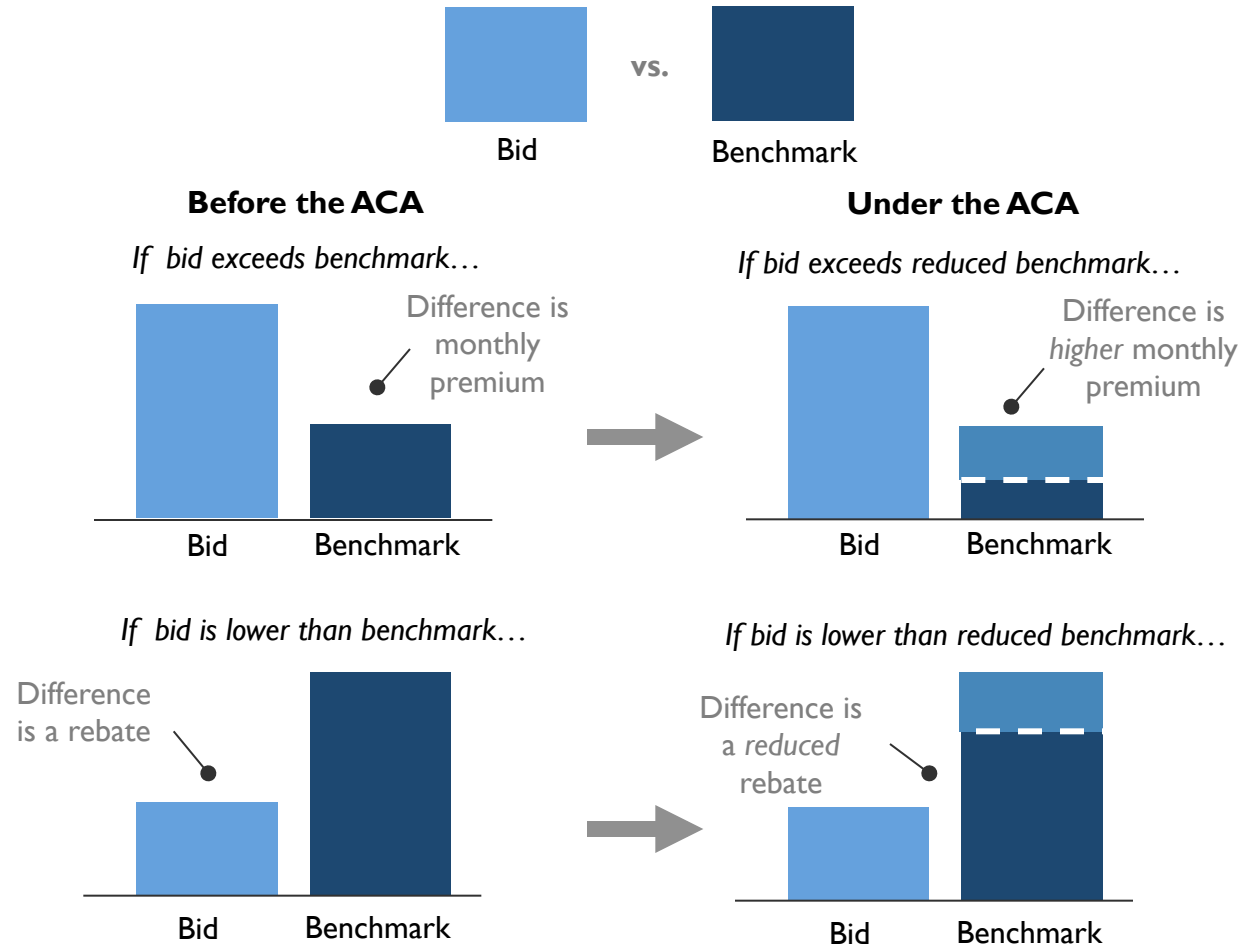 vs.
Bid
Benchmark
Before the ACA
Under the ACA
If bid exceeds benchmark…
Difference is
monthly
premium
Bid
Benchmark
If bid exceeds reduced benchmark…
Difference is
higher monthly
premium
Bid
Benchmark
If bid is lower than benchmark…
Difference
is a rebate
Bid
Benchmark
If bid is lower than reduced benchmark…
Difference is
a reduced
rebate
Bid
Benchmark